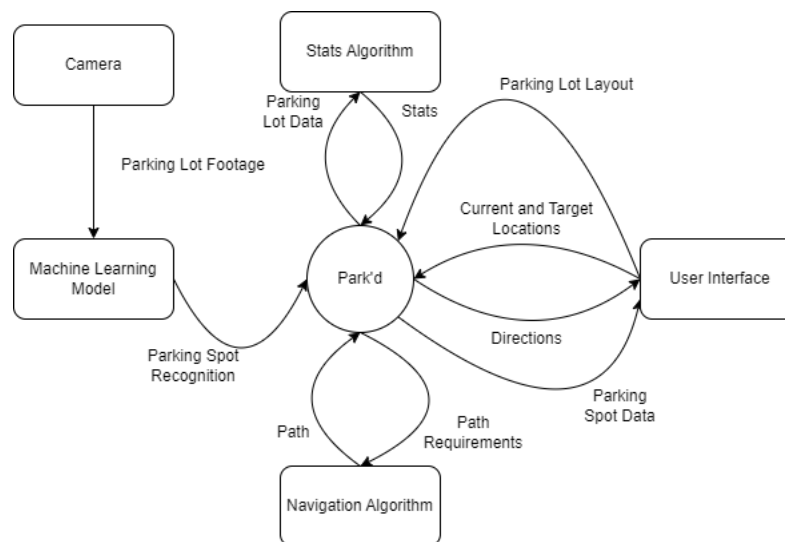 Camera
Stats Algorithm
Parking Lot Layout
Parking
Lot Data
Stats
Parking Lot Footage
Current and Target
Locations
Machine Learning
Model
Park'd
User Interface
Directions
Parking Spot
Recognition
Parking
Spot Data
Path
Path
Requirements
Navigation Algorithm